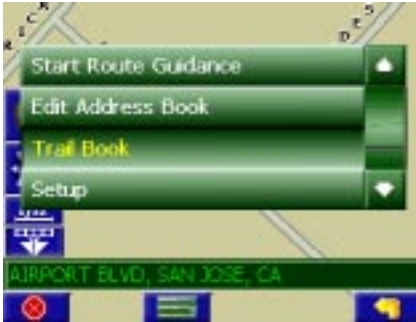 Start Route Guidance
Edit Address Book
Trail Book
Setup
AIRPORT BLVD, SAN JOSE, CA